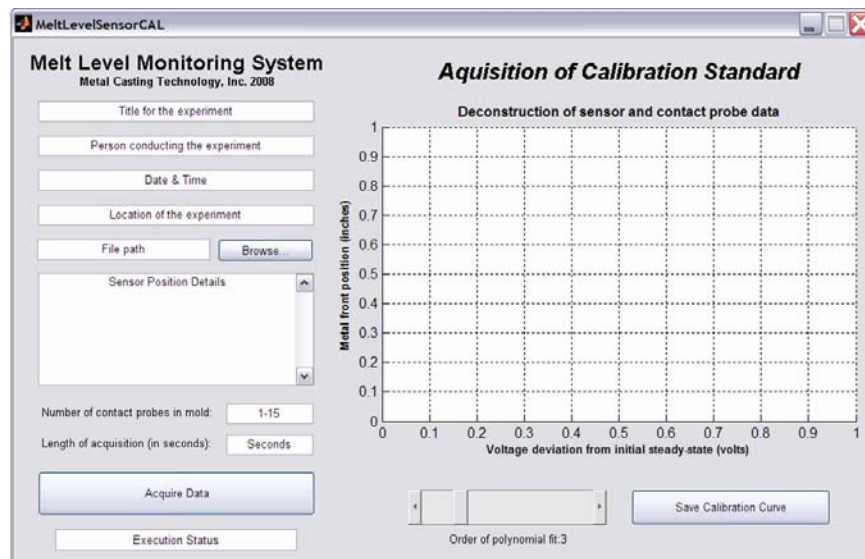 MeltLevelSensorCAL
Melt Level Monitoring System
Metal Casting Technology, Inc. 2008
Title for the experiment
Person conducting the experiment
Date & Time
Location of the experiment
File path
Browse...
Sensor Position Details
Number of contact probes in mold:
1-15
Length of acquisition (in seconds):
Seconds
Acquire Data
Execution Status
Aquisition of Calibration Standard
Deconstruction of sensor and contact probe data
Metal front position (inches)
1
0.9
0.8
0.7
0.6
0.5
0.4
0.3
0.2
0.1
0
0 0.1 0.2 0.3 0.4 0.5 0.6 0.7 0.8 0.9 1
Voltage deviation from initial steady-state (volts)
Order of polynomial fit:3
Save Calibration Curve